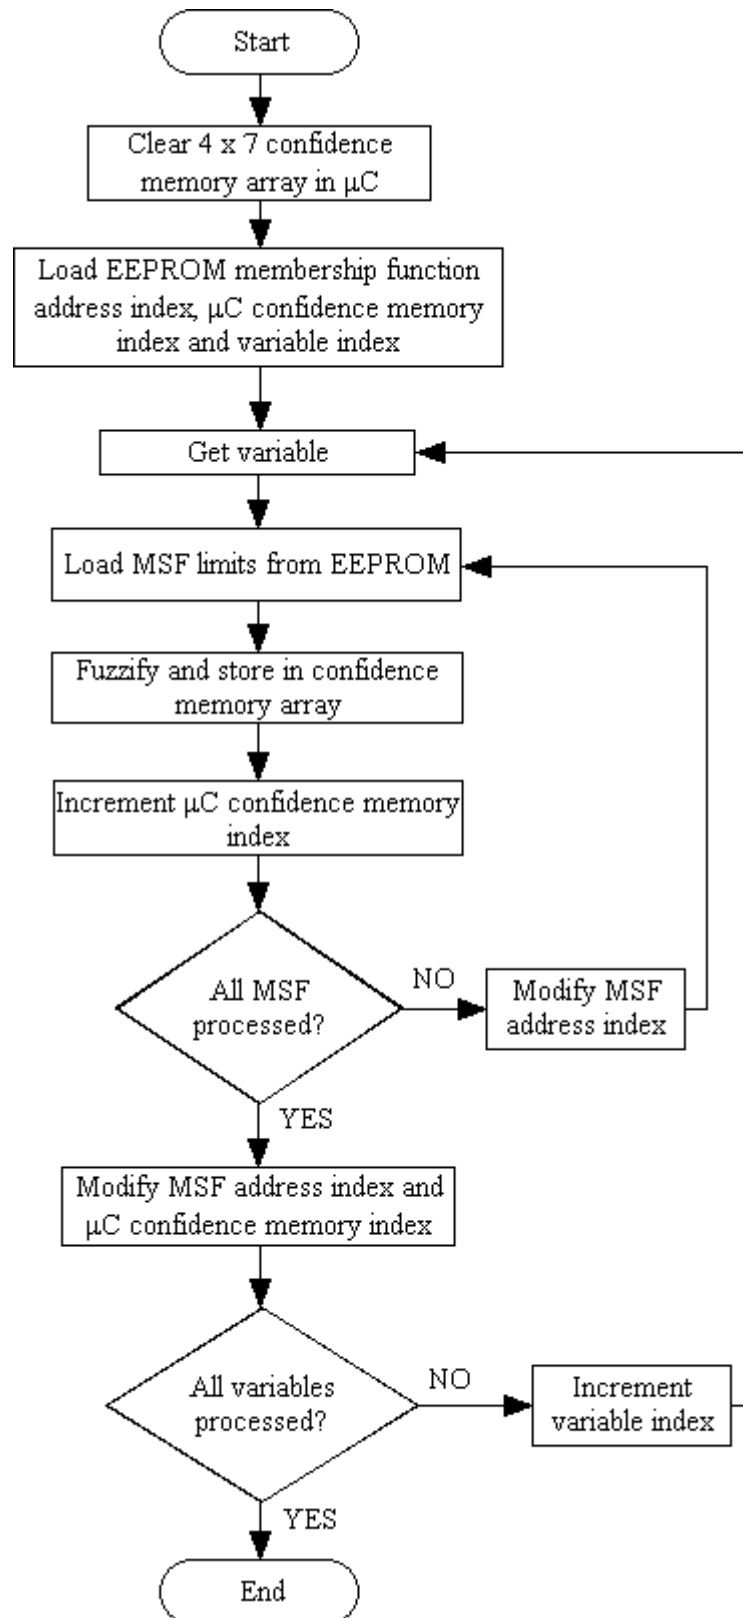 Start
Clear 4 x 7 confidence
memory array in μC
Load EEPROM membership function
address index, μC confidence memory
index and variable index
Get variable
Load MSF limits from EEPROM
Fuzzify and store in confidence
memory array
Increment μC confidence memory
index
All MSF
processed?
NO
Modify MSF
address index
YES
Modify MSF address index and
μC confidence memory index
All variables
processed?
NO
Increment
variable index
YES
End